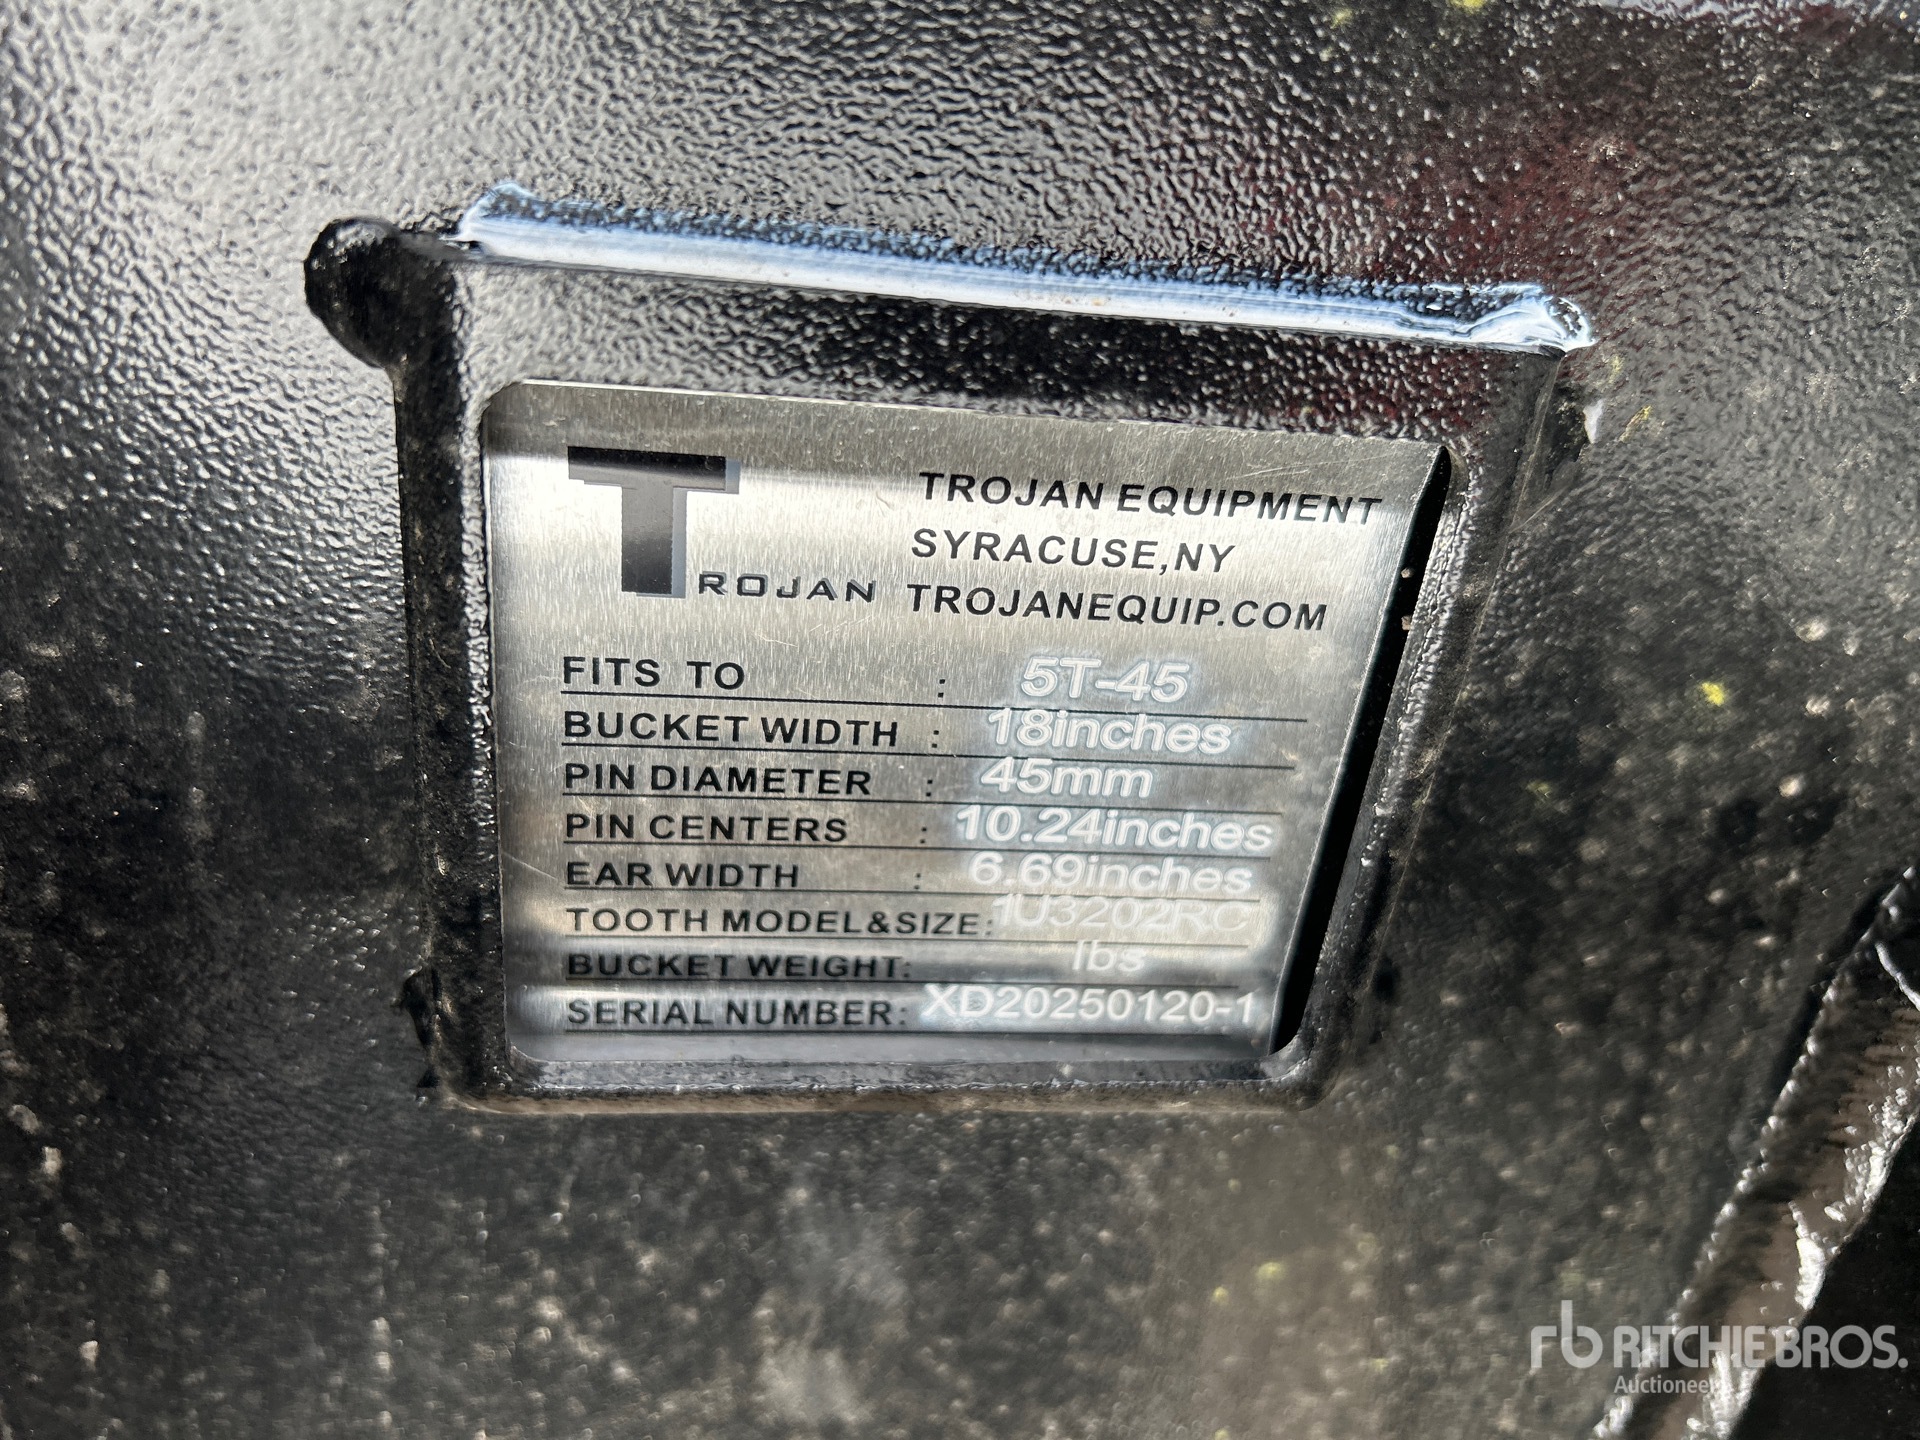 TROJAN
TROJAN EQUIPMENT
SYRACUSE,NY
TROJANEQUIP.COM
FITS TO : 5T-45
BUCKET WIDTH : 18inches
PIN DIAMETER : 45mm
PIN CENTERS : 10.24inches
EAR WIDTH : 6.69inches
TOOTH MODEL&SIZE: 1U3202RC
BUCKET WEIGHT: lbs
SERIAL NUMBER: XD20250120-1
rb RITCHIE BROS.
Auctioneers